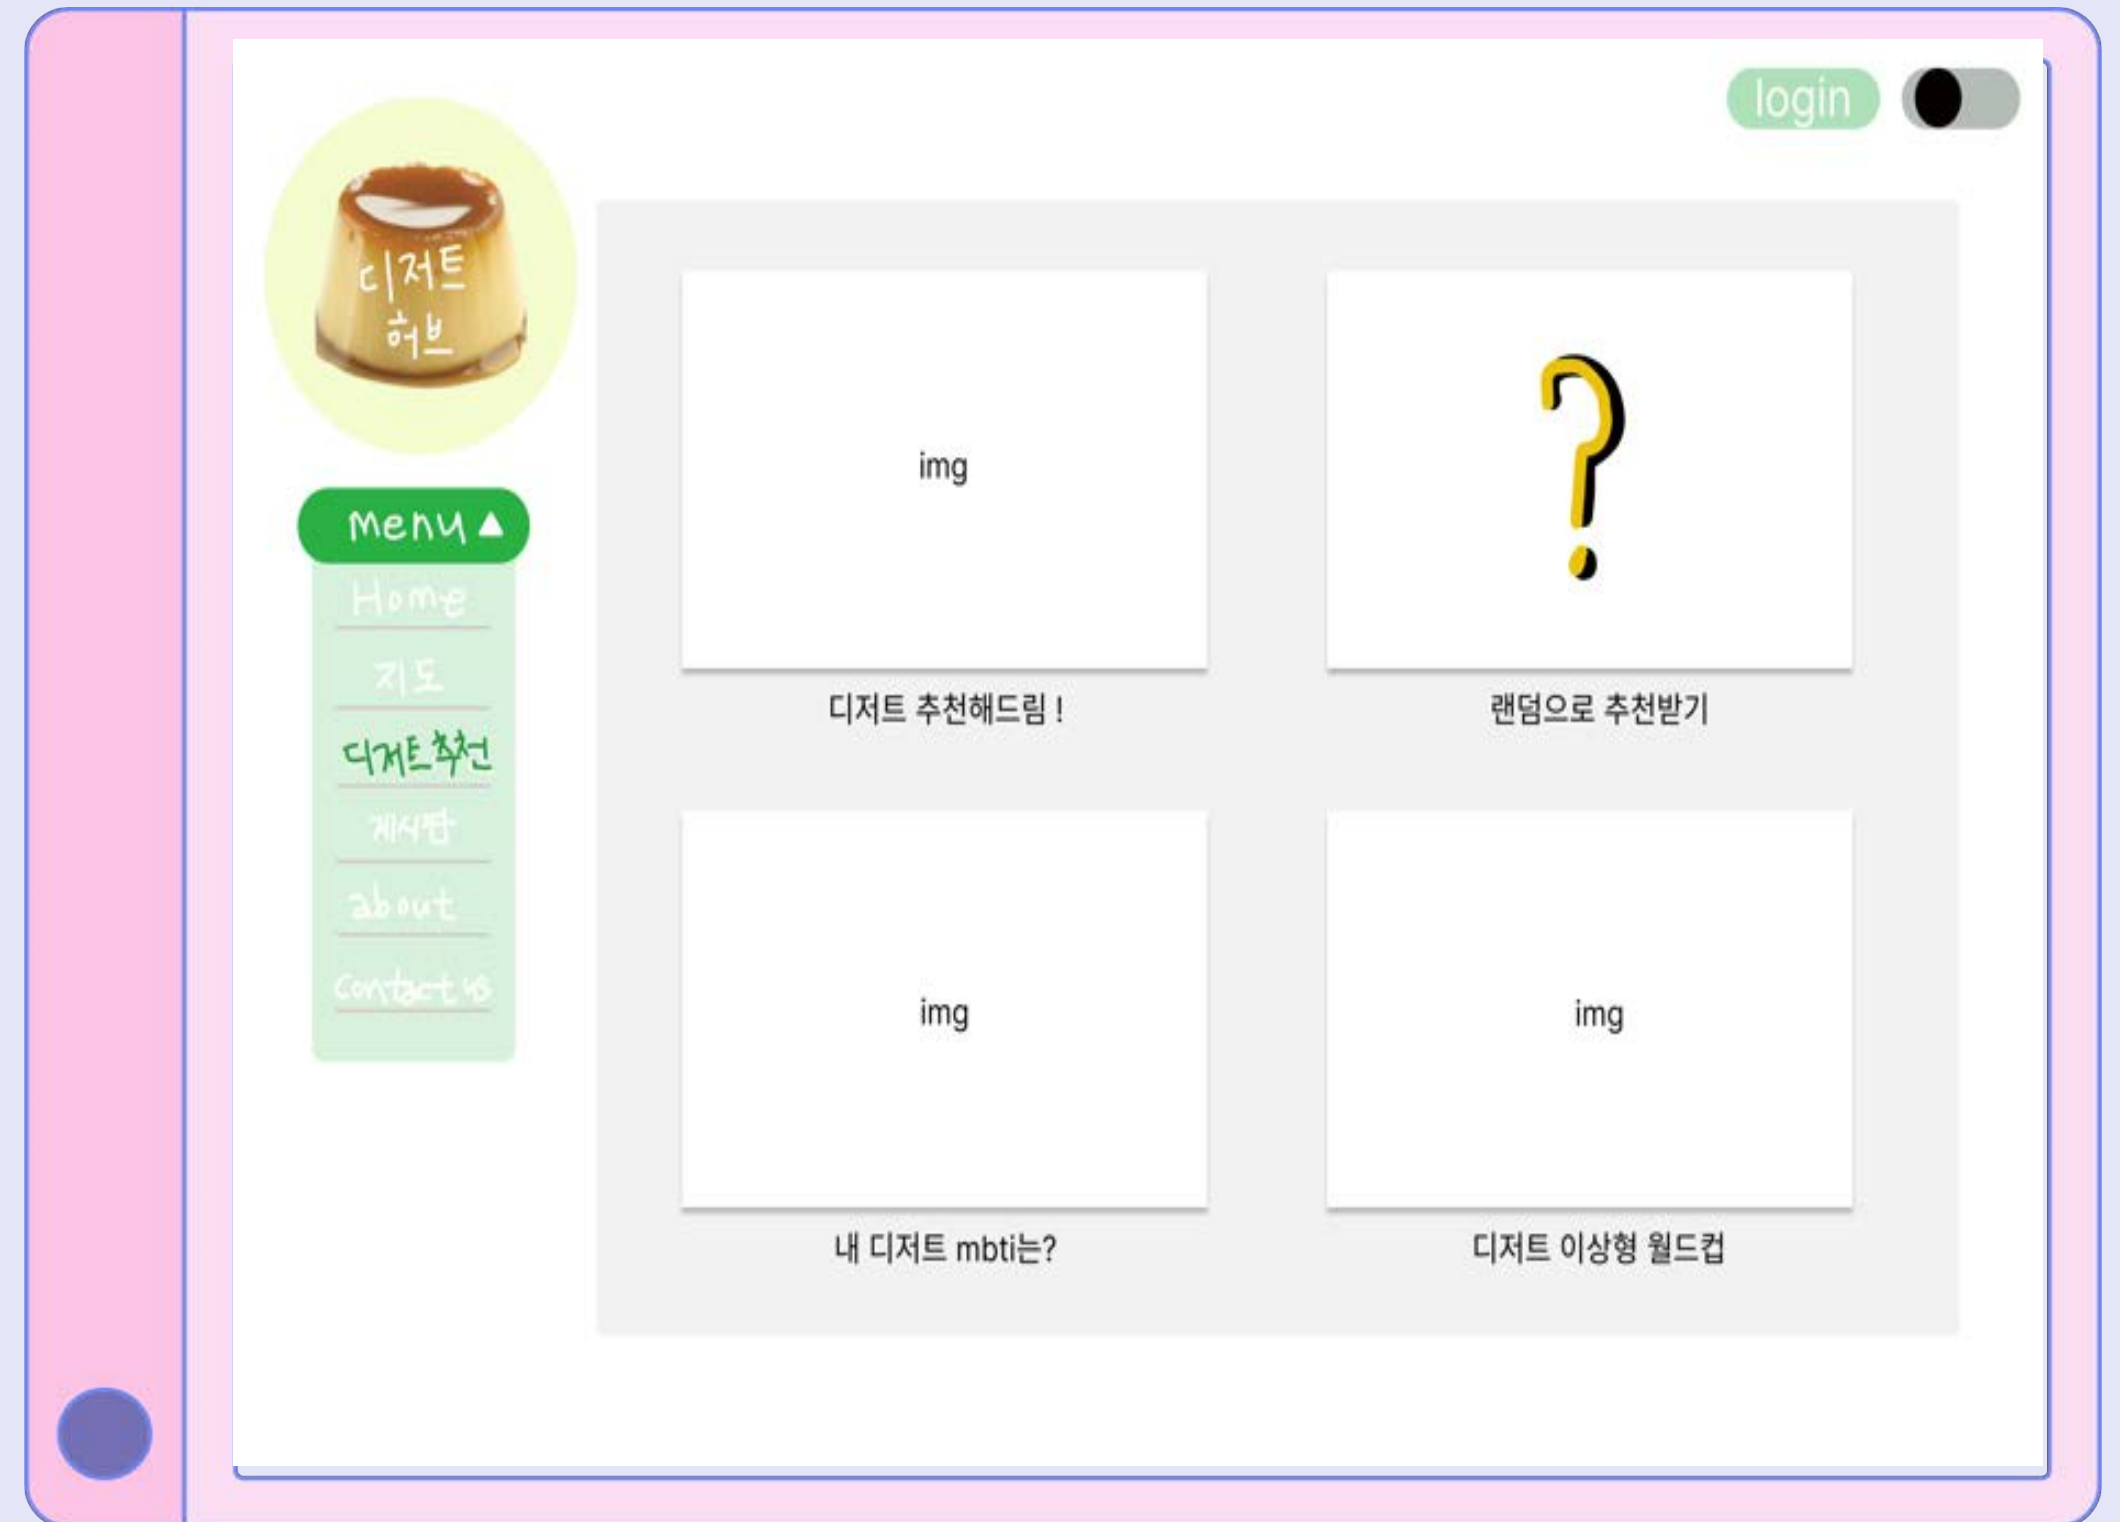 login
디저트
허브
menu ▲
Home
지도
디저트추천
게시판
about
contact us
img
?
디저트 추천해드림 !
랜덤으로 추천받기
img
img
내 디저트 mbti는?
디저트 이상형 월드컵